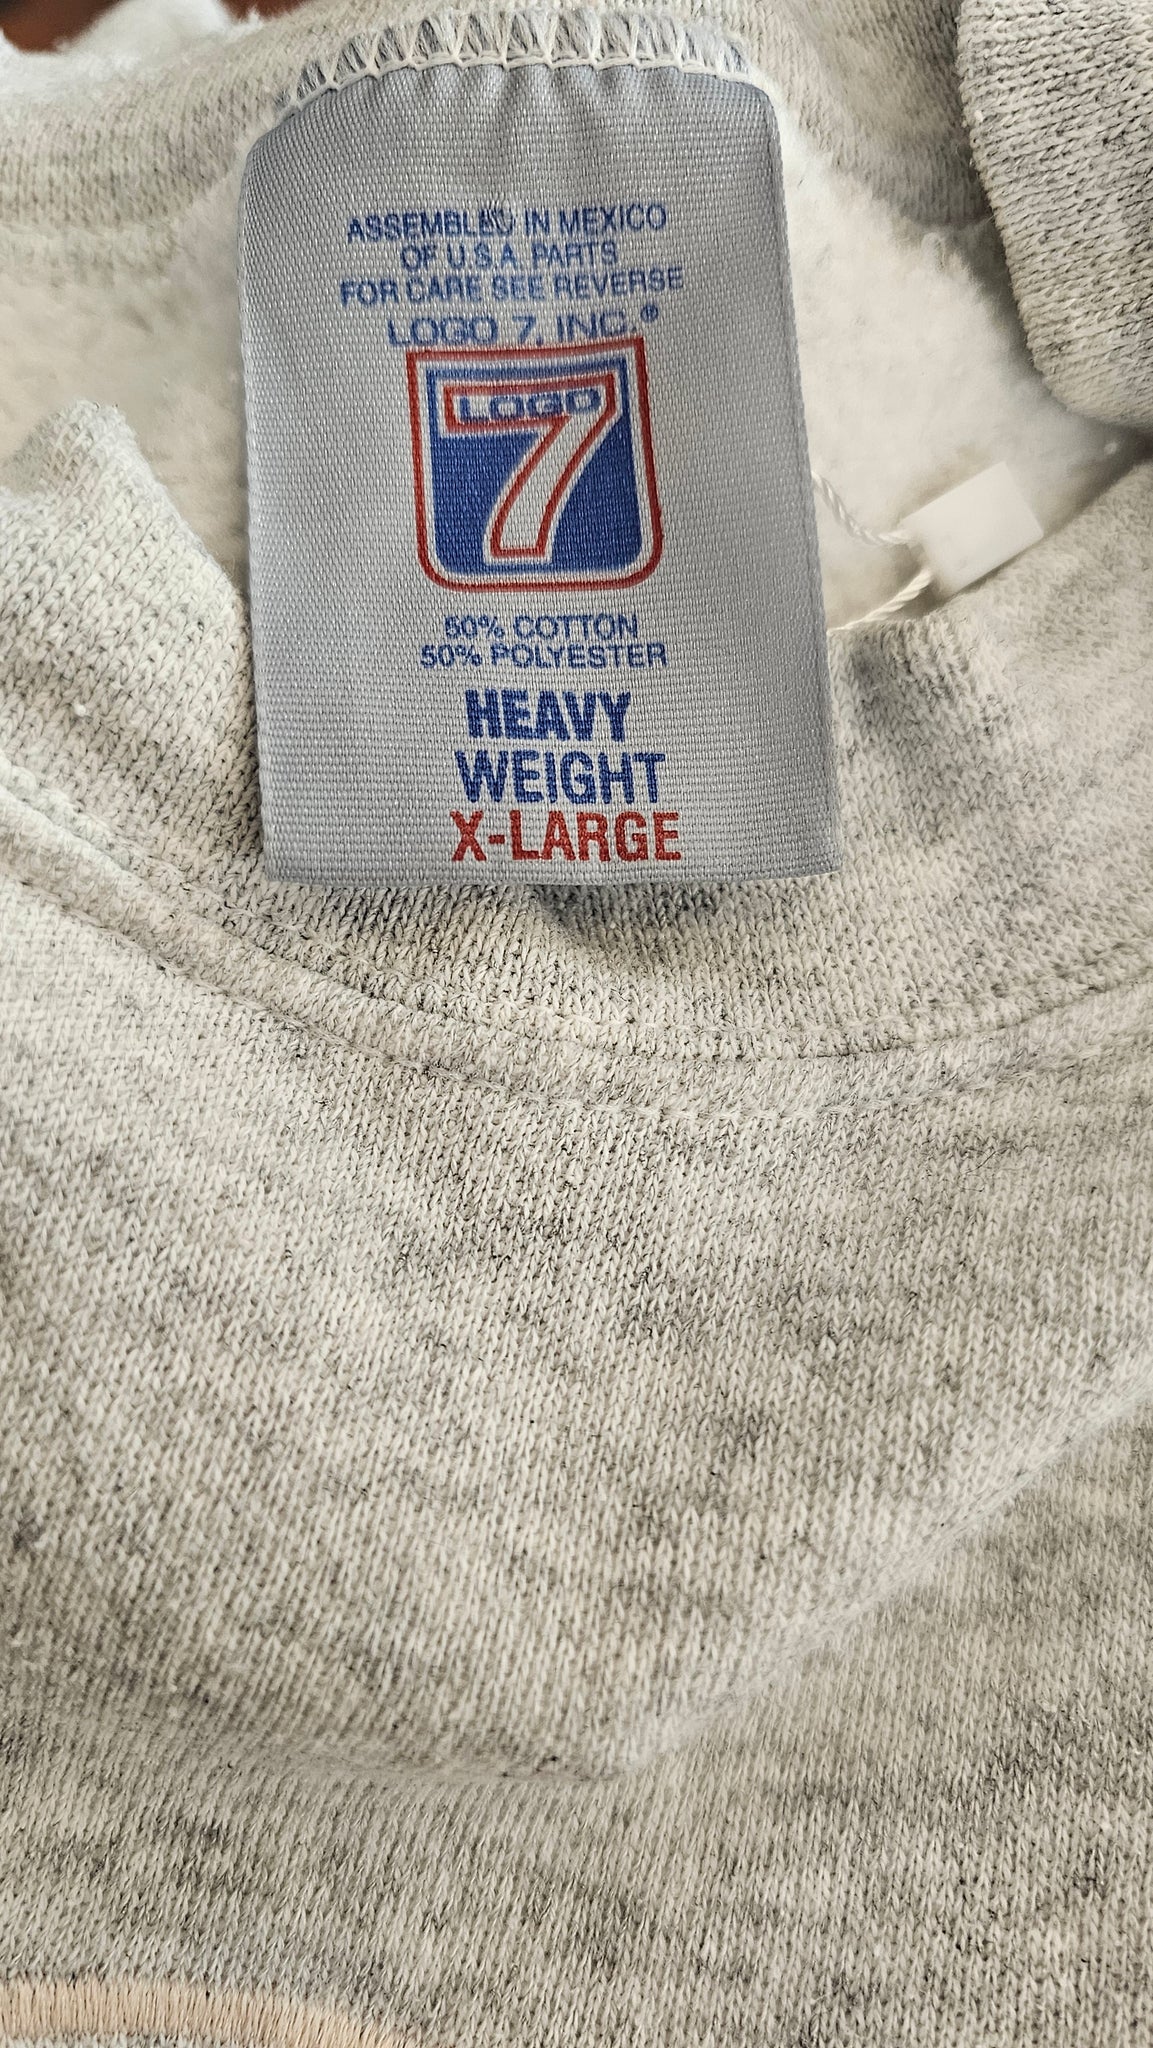 ASSEMBLED IN MEXICO
OF U.S.A. PARTS
FOR CARE SEE REVERSE
LOGO 7, INC.®
LOGO
7
50% COTTON
50% POLYESTER
HEAVY
WEIGHT
X-LARGE